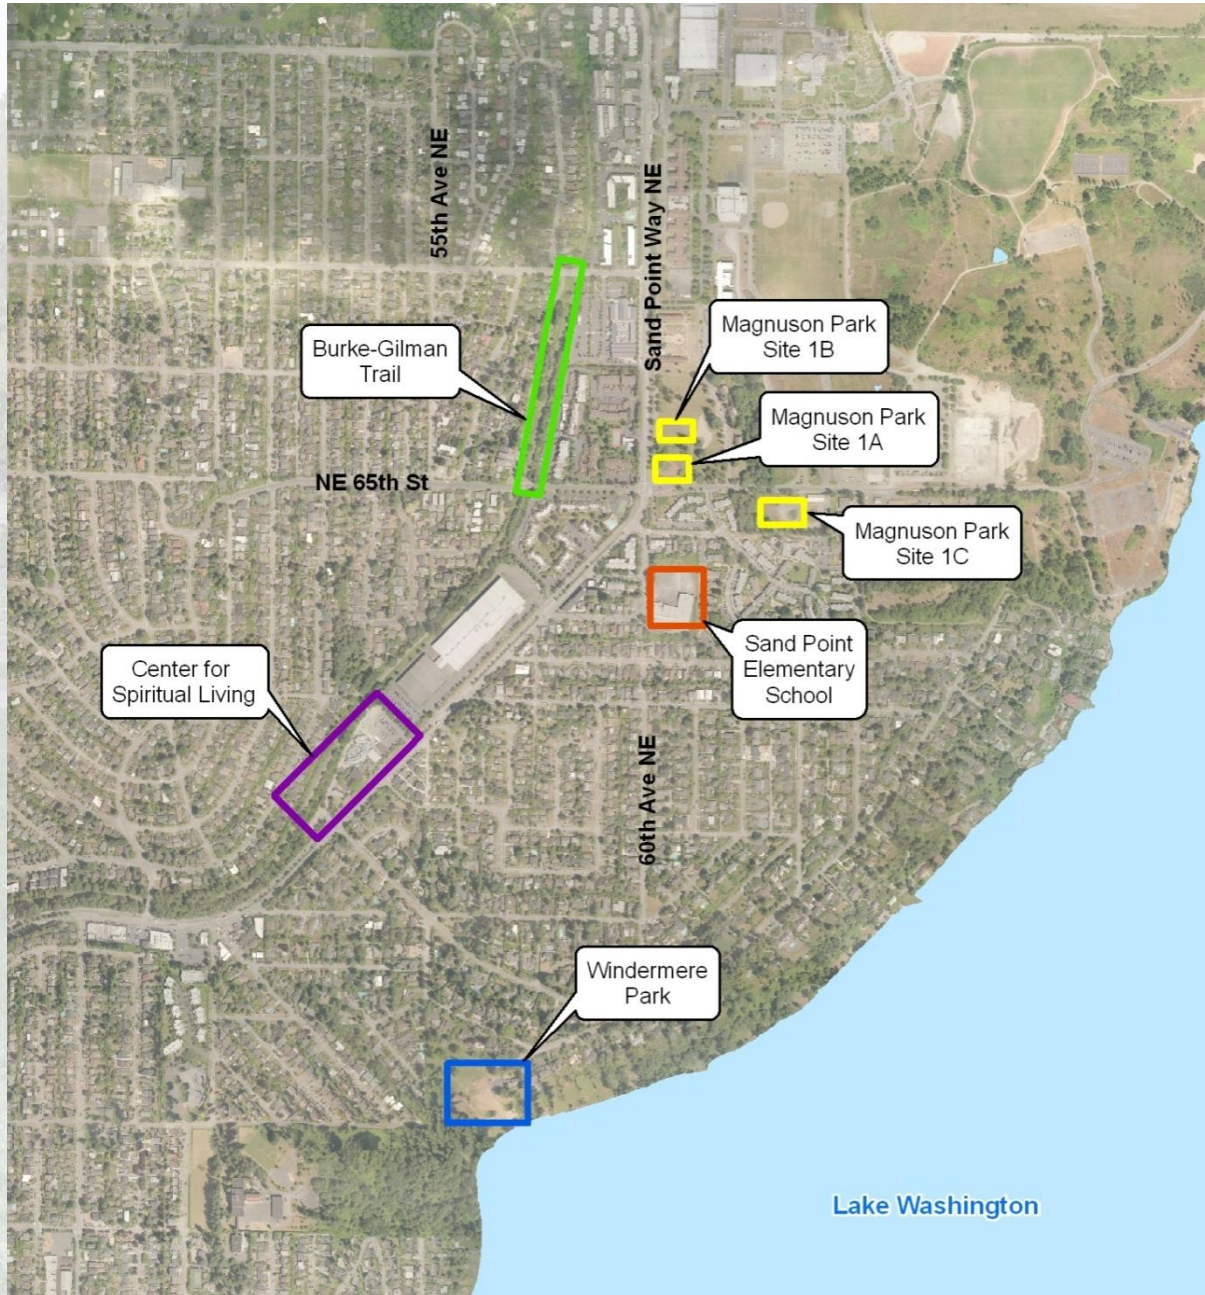 55th Ave NE
Sand Point Way NE
Magnuson Park
Site 1B
Burke-Gilman
Trail
Magnuson Park
Site 1A
NE 65th St
Magnuson Park
Site 1C
Sand Point
Elementary
School
Center for
Spiritual Living
60th Ave NE
Windermere
Park
Lake Washington